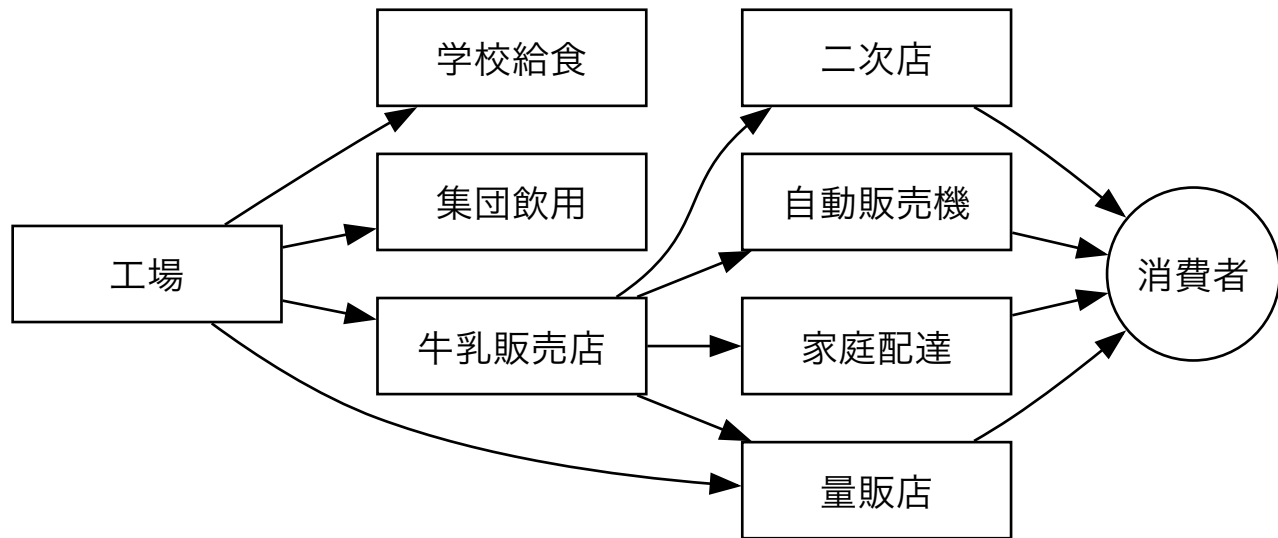 学校給食
二次店
集団飲用
自動販売機
工場
消費者
牛乳販売店
家庭配達
量販店